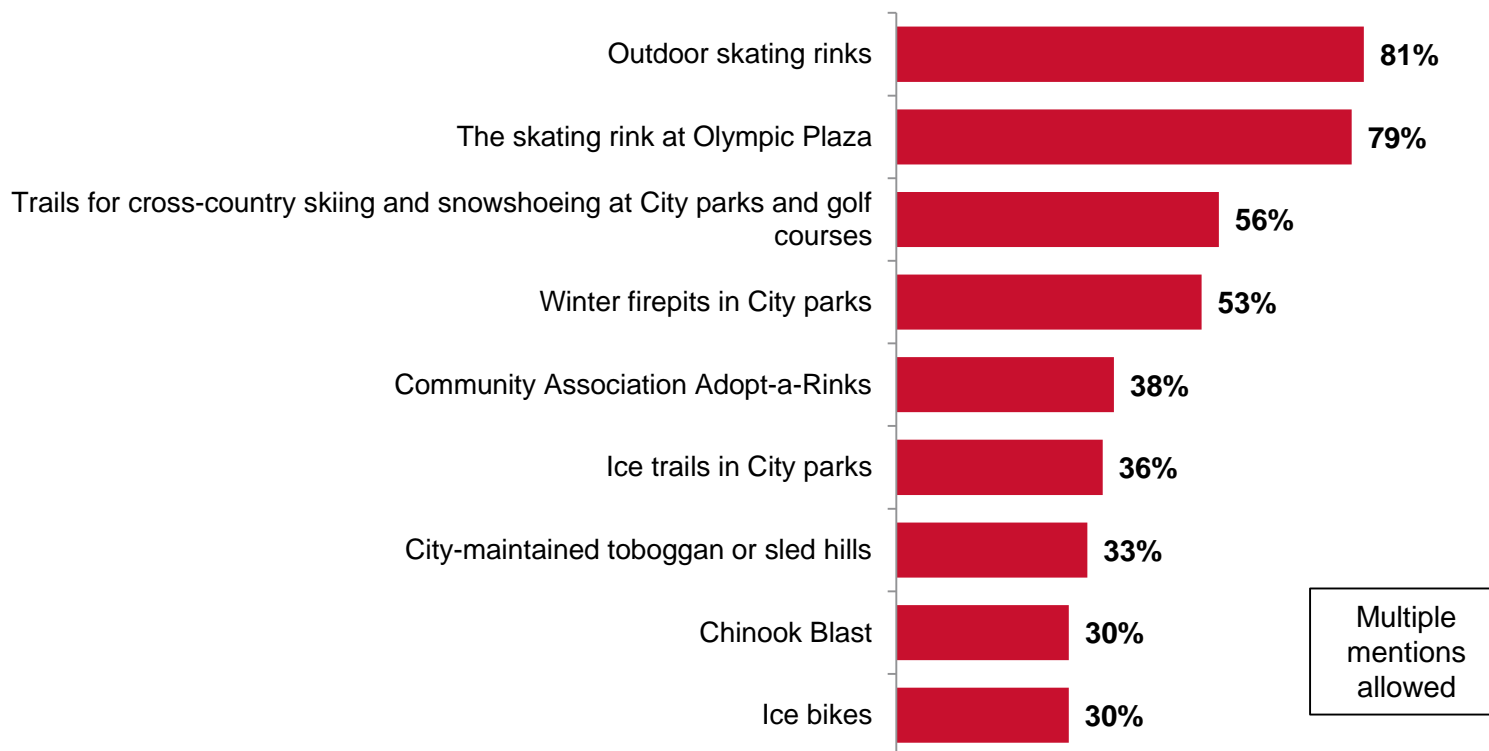 Outdoor skating rinks 81%
The skating rink at Olympic Plaza 79%
Trails for cross-country skiing and snowshoeing at City parks and golf
courses 56%
Winter firepits in City parks 53%
Community Association Adopt-a-Rinks 38%
Ice trails in City parks 36%
City-maintained toboggan or sled hills 33%
Chinook Blast 30%
Ice bikes 30%
Multiple
mentions
allowed